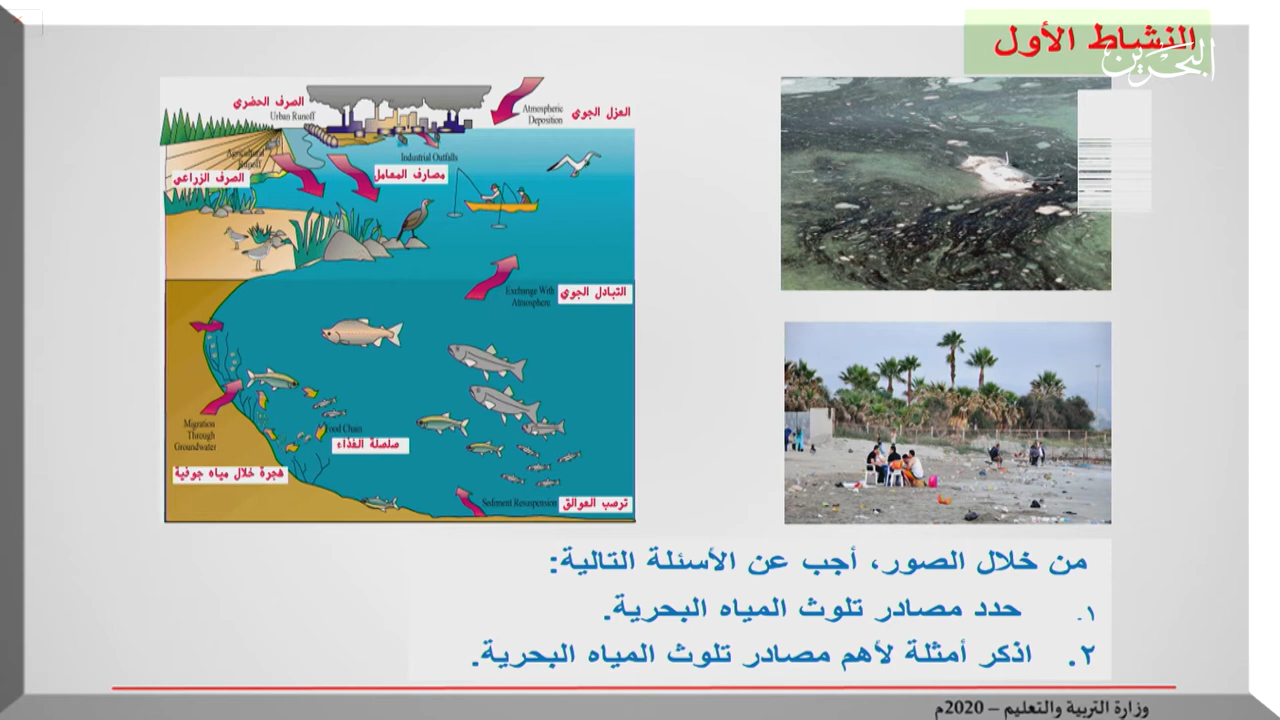 النشاط الأول
البحرين
الصرف الحضري
Urban Runoff
Atmospheric
Deposition
العزل الجوي
Agricultural
Runoff
الصرف الزراعي
Industrial Outfalls
مصارف المعامل
Exchange With
Atmosphere
التبادل الجوي
Migration
Through
Groundwater
هجرة خلال مياه جوفية
Food Chain
سلسلة الغذاء
Sediment Resuspension
ترصب العوالق
من خلال الصور، أجب عن الأسئلة التالية:
١. حدد مصادر تلوث المياه البحرية.
٢. اذكر أمثلة لأهم مصادر تلوث المياه البحرية.
وزارة التربية والتعليم – 2020م